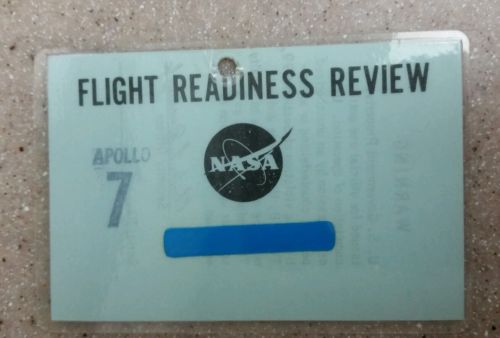 FLIGHT READINESS REVIEW
NASA
APOLLO
7